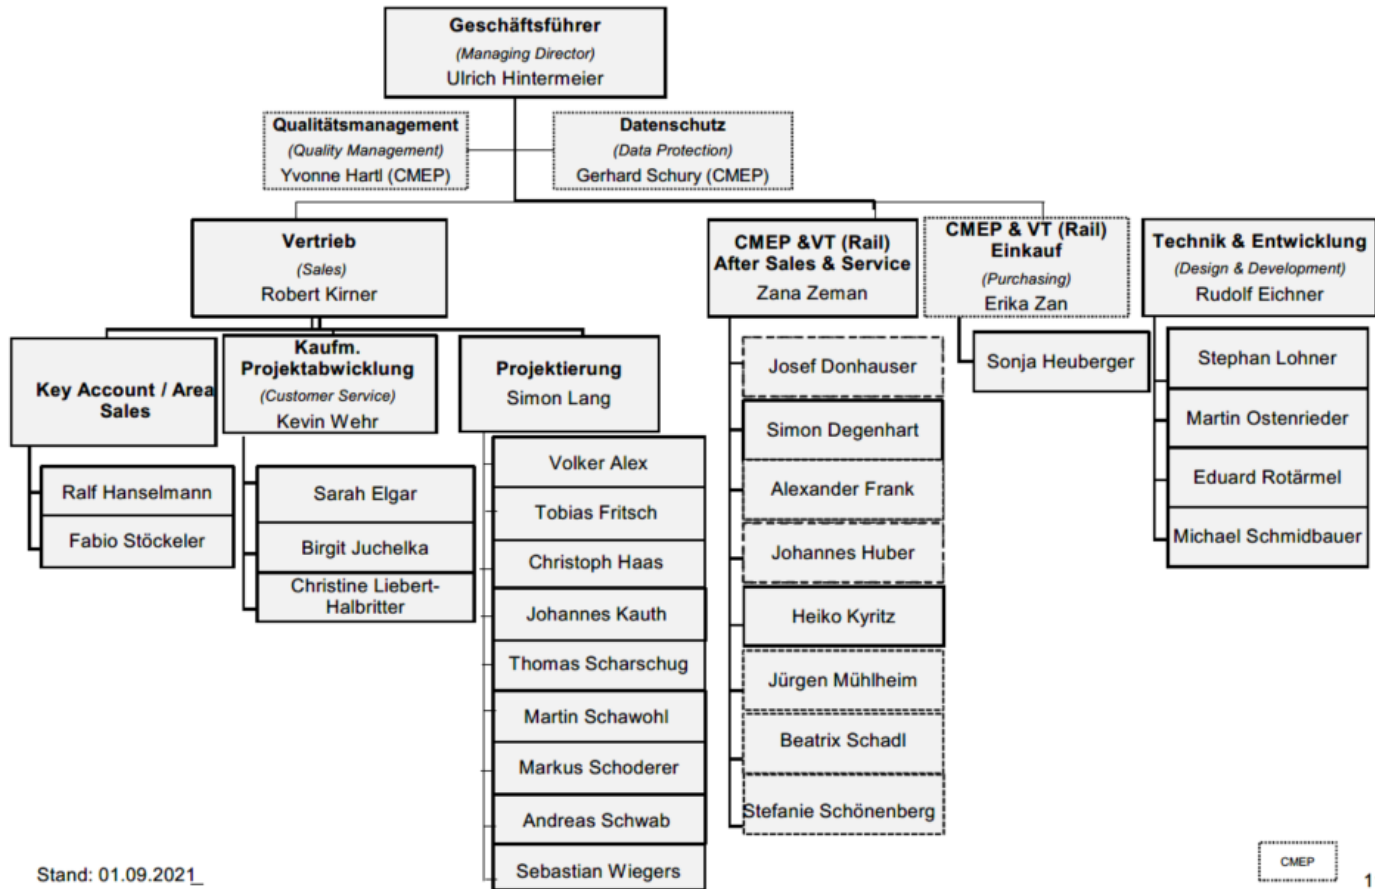 Geschäftsführer
(Managing Director)
Ulrich Hintermeier
Qualitätsmanagement
(Quality Management)
Yvonne Hartl (CMEP)
Datenschutz
(Data Protection)
Gerhard Schury (CMEP)
Vertrieb
(Sales)
Robert Kirner
CMEP &VT (Rail)
After Sales & Service
Zana Zeman
CMEP & VT (Rail)
Einkauf
(Purchasing)
Erika Zan
Technik & Entwicklung
(Design & Development)
Rudolf Eichner
Key Account / Area
Sales
Ralf Hanselmann
Fabio Stöckeler
Kaufm.
Projektabwicklung
(Customer Service)
Kevin Wehr
Sarah Elgar
Birgit Juchelka
Christine Liebert-
Halbritter
Projektierung
Simon Lang
Volker Alex
Tobias Fritsch
Christoph Haas
Johannes Kauth
Thomas Scharschug
Martin Schawohl
Markus Schoderer
Andreas Schwab
Sebastian Wiegers
Josef Donhauser
Simon Degenhart
Alexander Frank
Johannes Huber
Heiko Kyritz
Jürgen Mühlheim
Beatrix Schadl
Stefanie Schönenberg
Sonja Heuberger
Stephan Lohner
Martin Ostenrieder
Eduard Rotärmel
Michael Schmidbauer
Stand: 01.09.2021_
CMEP
1